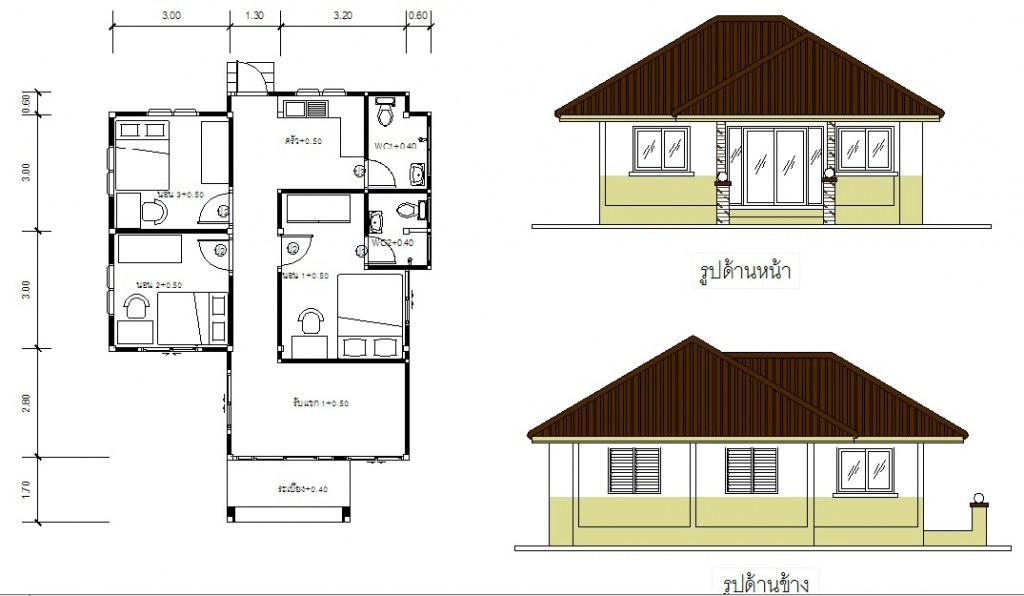 3.00 1.30 3.20 0.60
0.60
3.00
3.00
2.80
1.70
ครัว+0.50
WC1+0.40
นอน 3+0.50
WC2+0.40
นอน 2+0.50
นอน 1+0.50
รับแขก 1+0.50
ระเบียง+0.40
รูปด้านหน้า
รูปด้านข้าง